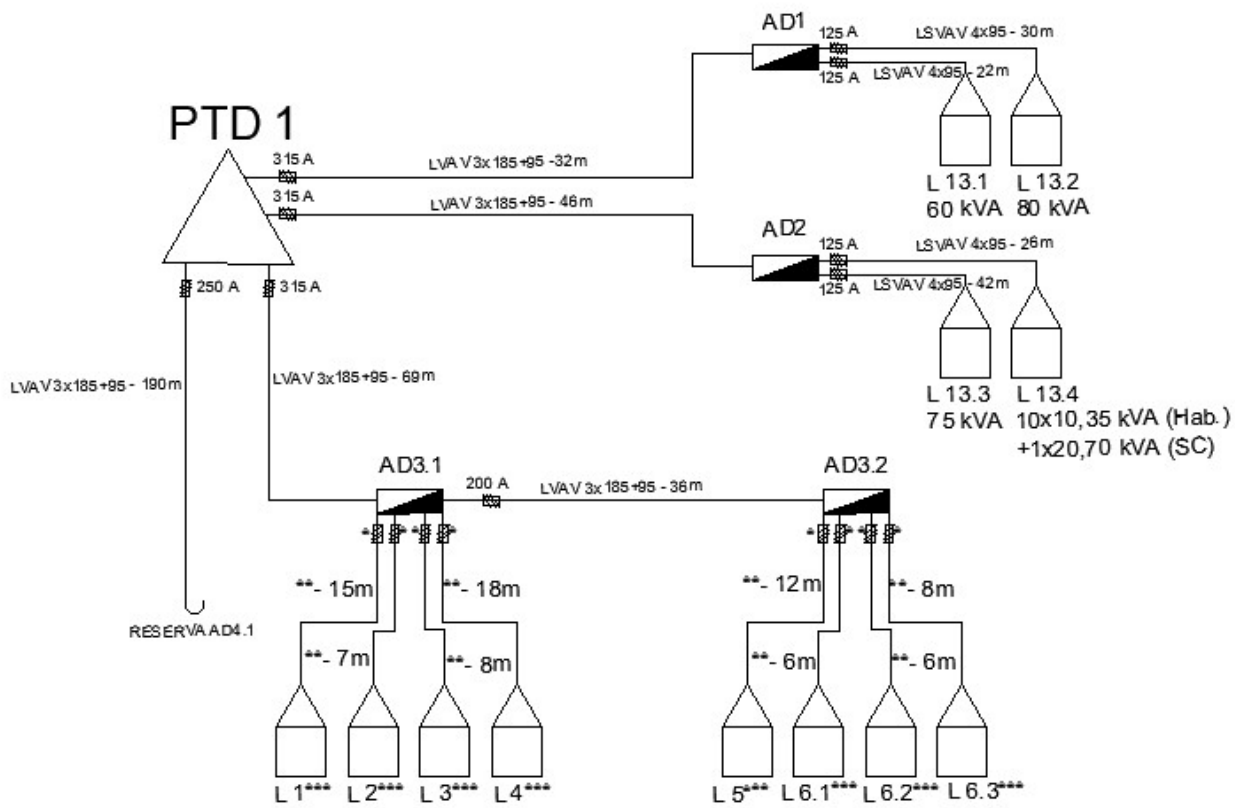 AD1
125 A
LSVAV 4x95 - 30m
125 A
LSVAV 4x95 - 22m
PTD 1
315 A
LVAV 3x185+95 -32m
315 A
LVAV 3x185+95 - 46m
L 13.1
60 kVA
L 13.2
80 kVA
AD2
125 A
LSVAV 4x95 - 26m
125 A
LSVAV 4x95 - 42m
250 A
315 A
LVAV 3x185+95 - 190m
LVAV 3x185+95 - 69m
L 13.3
75 kVA
L 13.4
10x10,35 kVA (Hab.)
+1x20,70 kVA (SC)
AD3.1
200 A
LVAV 3x185+95 - 36m
AD3.2
* * * *
* * * *
**- 15m
**- 18m
**- 12m
**- 8m
RESERVA AD4.1
**- 7m
**- 8m
**- 6m
**- 6m
L 1***
L 2***
L 3***
L 4***
L 5***
L 6.1***
L 6.2***
L 6.3***